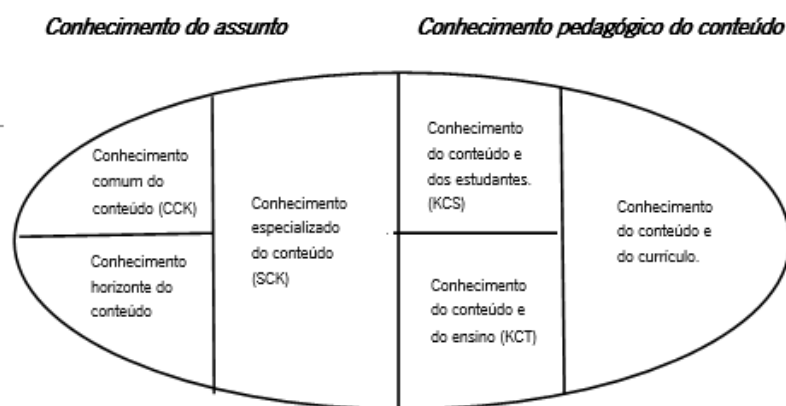 Conhecimento do assunto
Conhecimento pedagógico do conteúdo
Conhecimento
comum do
conteúdo (CCK)
Conhecimento
horizonte do
conteúdo
Conhecimento
especializado
do conteúdo
(SCK)
Conhecimento
do conteúdo e
dos estudantes.
(KCS)
Conhecimento
do conteúdo e
do ensino (KCT)
Conhecimento
do conteúdo e
do currículo.